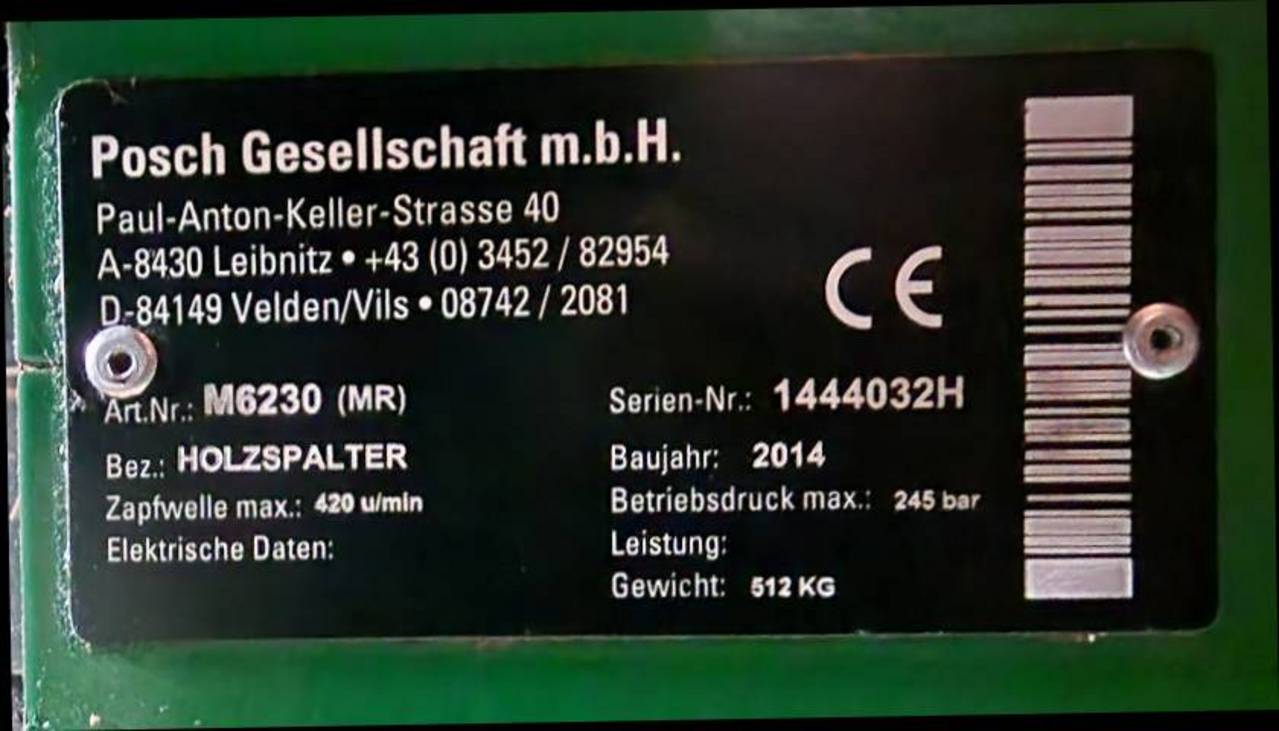 Posch Gesellschaft m.b.H.
Paul-Anton-Keller-Strasse 40
A-8430 Leibnitz • +43 (0) 3452 / 82954
D-84149 Velden/Vils • 08742 / 2081
CE
Art.Nr.: M6230 (MR)
Serien-Nr.: 1444032H
Bez.: HOLZSPALTER
Baujahr: 2014
Zapfwelle max.: 420 u/min
Betriebsdruck max.: 245 bar
Elektrische Daten:
Leistung:
Gewicht: 512 KG